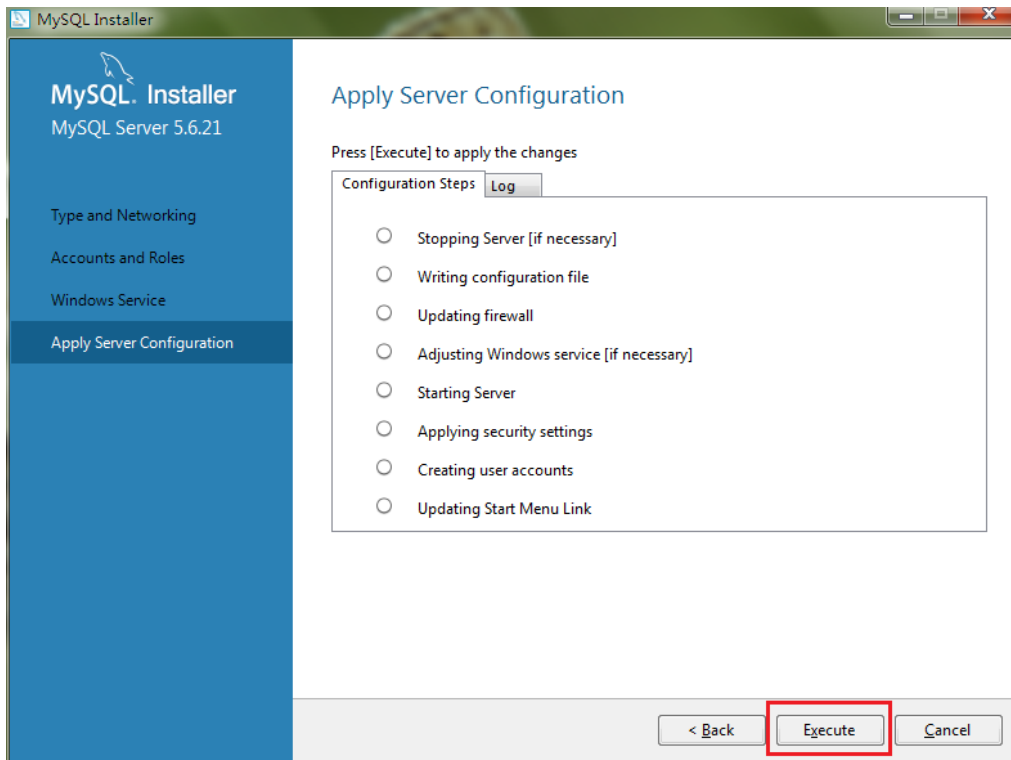 MySQL Installer
MySQL. Installer
MySQL Server 5.6.21
Type and Networking
Accounts and Roles
Windows Service
Apply Server Configuration
Apply Server Configuration
Press [Execute] to apply the changes
Configuration Steps
Log
Stopping Server [if necessary]
Writing configuration file
Updating firewall
Adjusting Windows service [if necessary]
Starting Server
Applying security settings
Creating user accounts
Updating Start Menu Link
< Back
Execute
Cancel